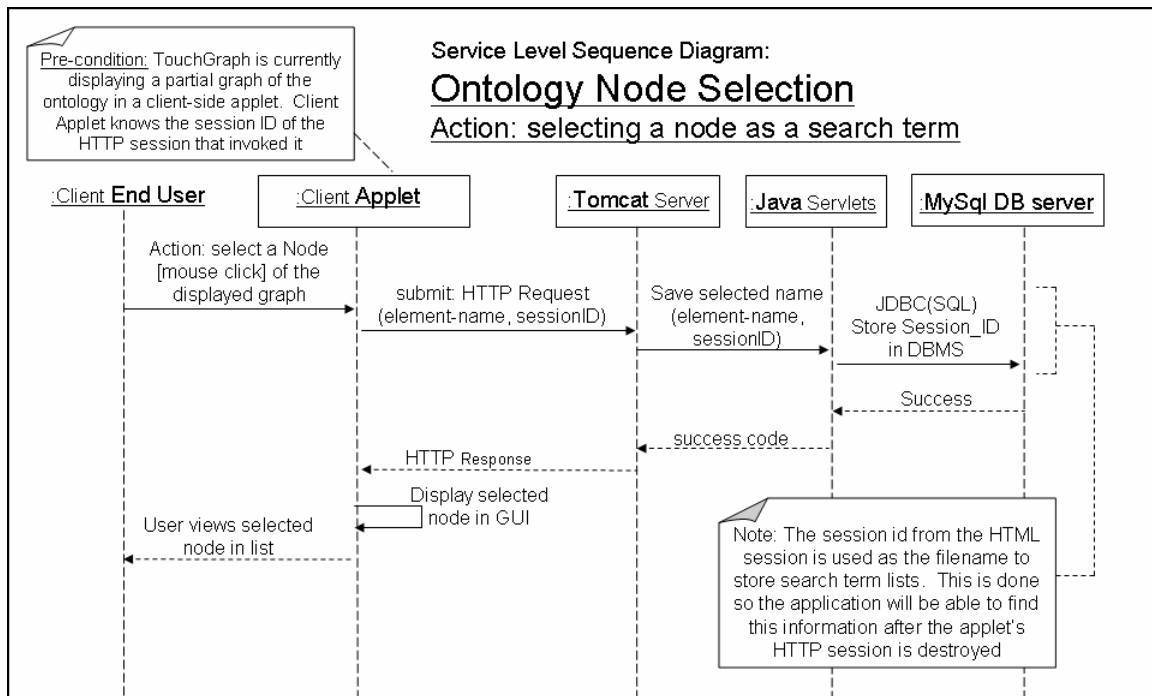 Pre-condition: TouchGraph is currently
displaying a partial graph of the
ontology in a client-side applet. Client
Applet knows the session ID of the
HTTP session that invoked it
Service Level Sequence Diagram:
Ontology Node Selection
Action: selecting a node as a search term
:Client End User
:Client Applet
:Tomcat Server
:Java Servlets
:MySql DB server
Action: select a Node
[mouse click] of the
displayed graph
submit: HTTP Request
(element-name, sessionID)
Save selected name
(element-name,
sessionID)
JDBC(SQL)
Store Session_ID
in DBMS
Success
success code
HTTP Response
Display selected
node in GUI
User views selected
node in list
Note: The session id from the HTML
session is used as the filename to
store search term lists. This is done
so the application will be able to find
this information after the applet's
HTTP session is destroyed